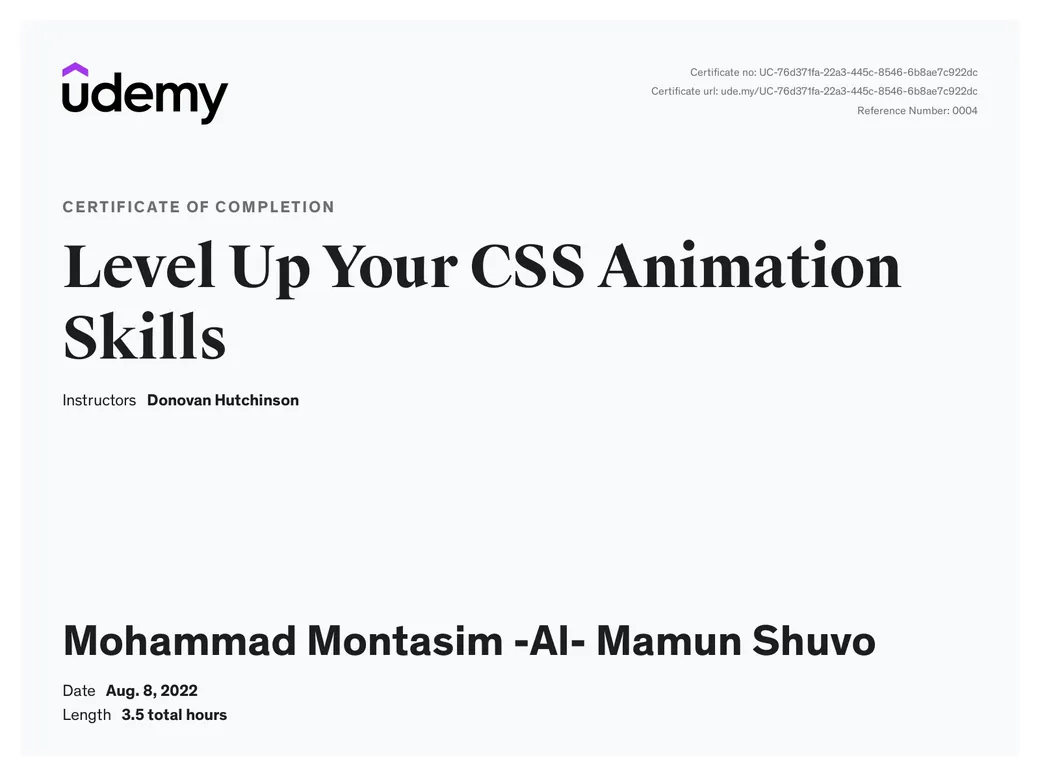 udemy
Certificate no: UC-76d371fa-22a3-445c-8546-6b8ae7c922dc
Certificate url: ude.my/UC-76d371fa-22a3-445c-8546-6b8ae7c922dc
Reference Number: 0004
CERTIFICATE OF COMPLETION
Level Up Your CSS Animation
Skills
Instructors Donovan Hutchinson
Mohammad Montasim -Al- Mamun Shuvo
Date Aug. 8, 2022
Length 3.5 total hours